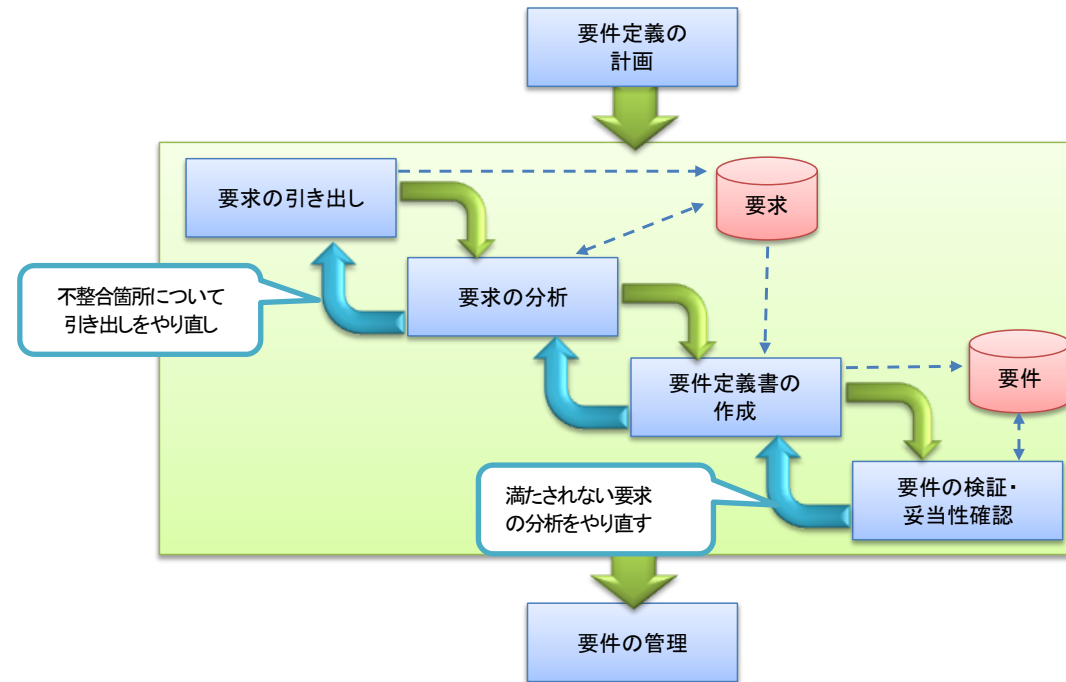 要件定義の
計画
要求の引き出し
要求
不整合箇所について
引き出しをやり直し
要求の分析
要件定義書の
作成
要件
満たされない要求
の分析をやり直す
要件の検証・
妥当性確認
要件の管理